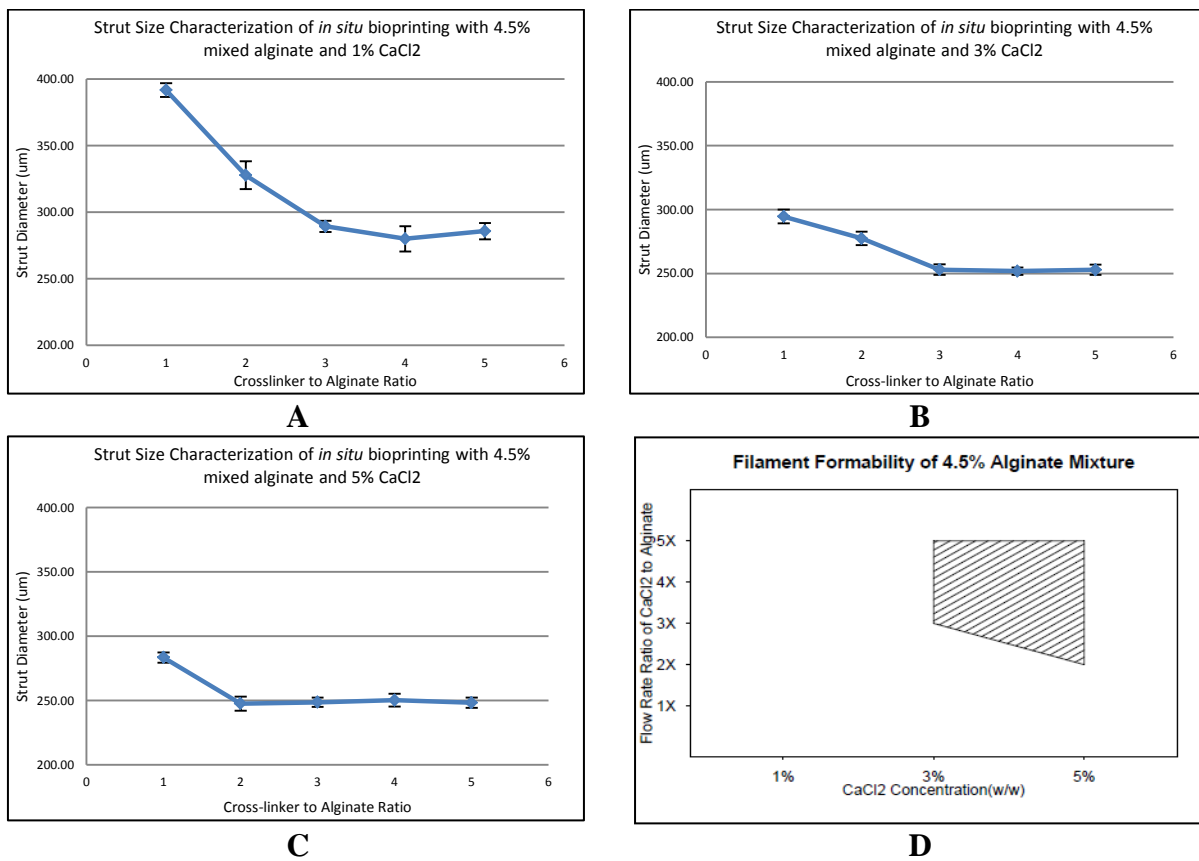 Strut Size Characterization of in situ bioprinting with 4.5%
mixed alginate and 1% CaCl2
400.00
350.00
300.00
250.00
200.00
Strut Diameter (um)
0 1 2 3 4 5 6
Crosslinker to Alginate Ratio
A
Strut Size Characterization of in situ bioprinting with 4.5%
mixed alginate and 3% CaCl2
400.00
350.00
300.00
250.00
200.00
Strut Diameter (um)
0 1 2 3 4 5 6
Cross-linker to Alginate Ratio
B
Strut Size Characterization of in situ bioprinting with 4.5%
mixed alginate and 5% CaCl2
400.00
350.00
300.00
250.00
200.00
Strut Diameter (um)
0 1 2 3 4 5 6
Cross-linker to Alginate Ratio
C
Filament Formability of 4.5% Alginate Mixture
Flow Rate Ratio of CaCl2 to Alginate
5X
4X
3X
2X
1X
1% 3% 5%
CaCl2 Concentration(w/w)
D